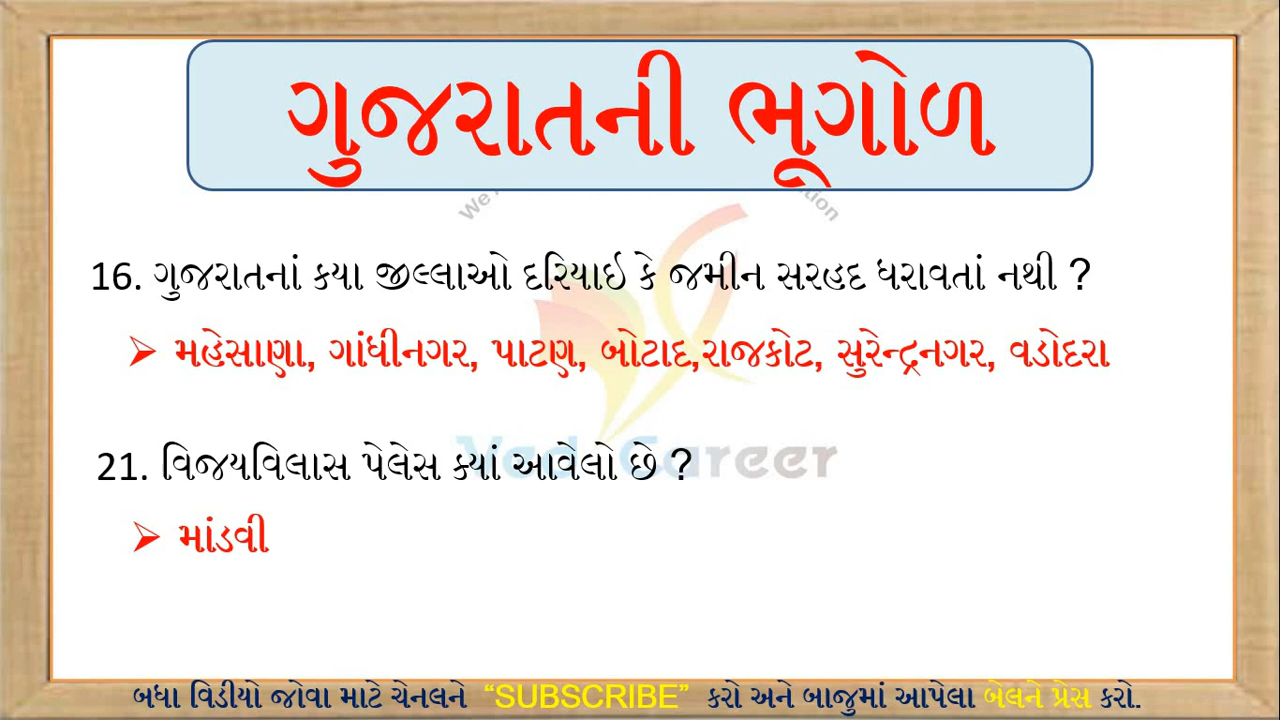 ગુજરાતની ભૂગોળ
16. ગુજરાતનાં કયા જીલ્લાઓ દરિયાઇ કે જમીન સરહદ ધરાવતાં નથી ?
➢ મહેસાણા, ગાંધીનગર, પાટણ, બોટાદ,રાજકોટ, સુરેન્દ્રનગર, વડોદરા
21. વિજયવિલાસ પેલેસ ક્યાં આવેલો છે ?
Career
➢ માંડવી
બધા વિડીયો જોવા માટે ચેનલને “SUBSCRIBE” કરો અને બાજુમાં આપેલા બેલને પ્રેસ કરો.